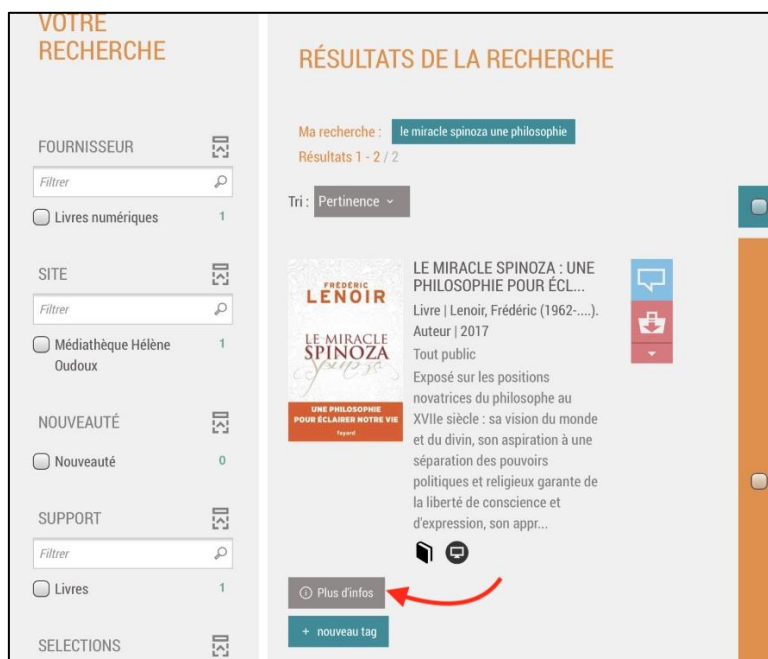 VOTRE
RECHERCHE
FOURNISSEUR
Filtrer
Livres numériques 1
SITE
Filtrer
Médiathèque Hélène 1
Oudoux
NOUVEAUTÉ
Nouveauté 0
SUPPORT
Filtrer
Livres 1
SELECTIONS
RÉSULTATS DE LA RECHERCHE
Ma recherche : le miracle spinoza une philosophie
Résultats 1 - 2 / 2
Tri : Pertinence
FRÉDÉRIC
LENOIR
LE MIRACLE
SPINOZA
Spinoza
UNE PHILOSOPHIE
POUR ÉCLAIRER NOTRE VIE
fayard
LE MIRACLE SPINOZA : UNE
PHILOSOPHIE POUR ÉCL...
Livre | Lenoir, Frédéric (1962-....).
Auteur | 2017
Tout public
Exposé sur les positions
novatrices du philosophe au
XVIIe siècle : sa vision du monde
et du divin, son aspiration à une
séparation des pouvoirs
politiques et religieux garante de
la liberté de conscience et
d'expression, son appr...
Plus d'infos
+ nouveau tag